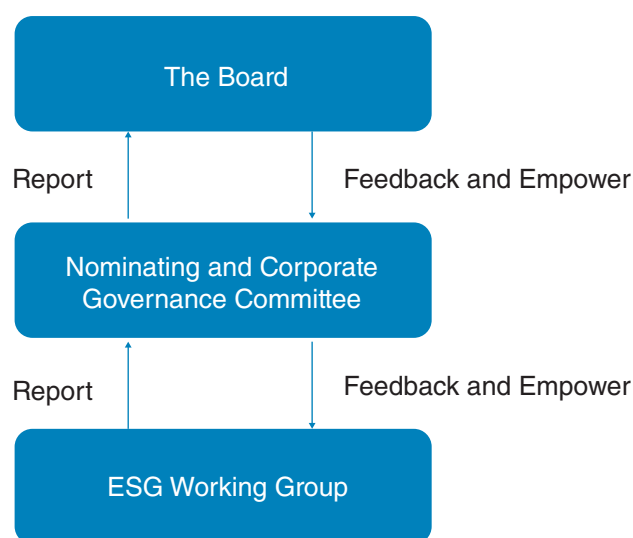 The Board
Report
Feedback and Empower
Nominating and Corporate
Governance Committee
Report
Feedback and Empower
ESG Working Group